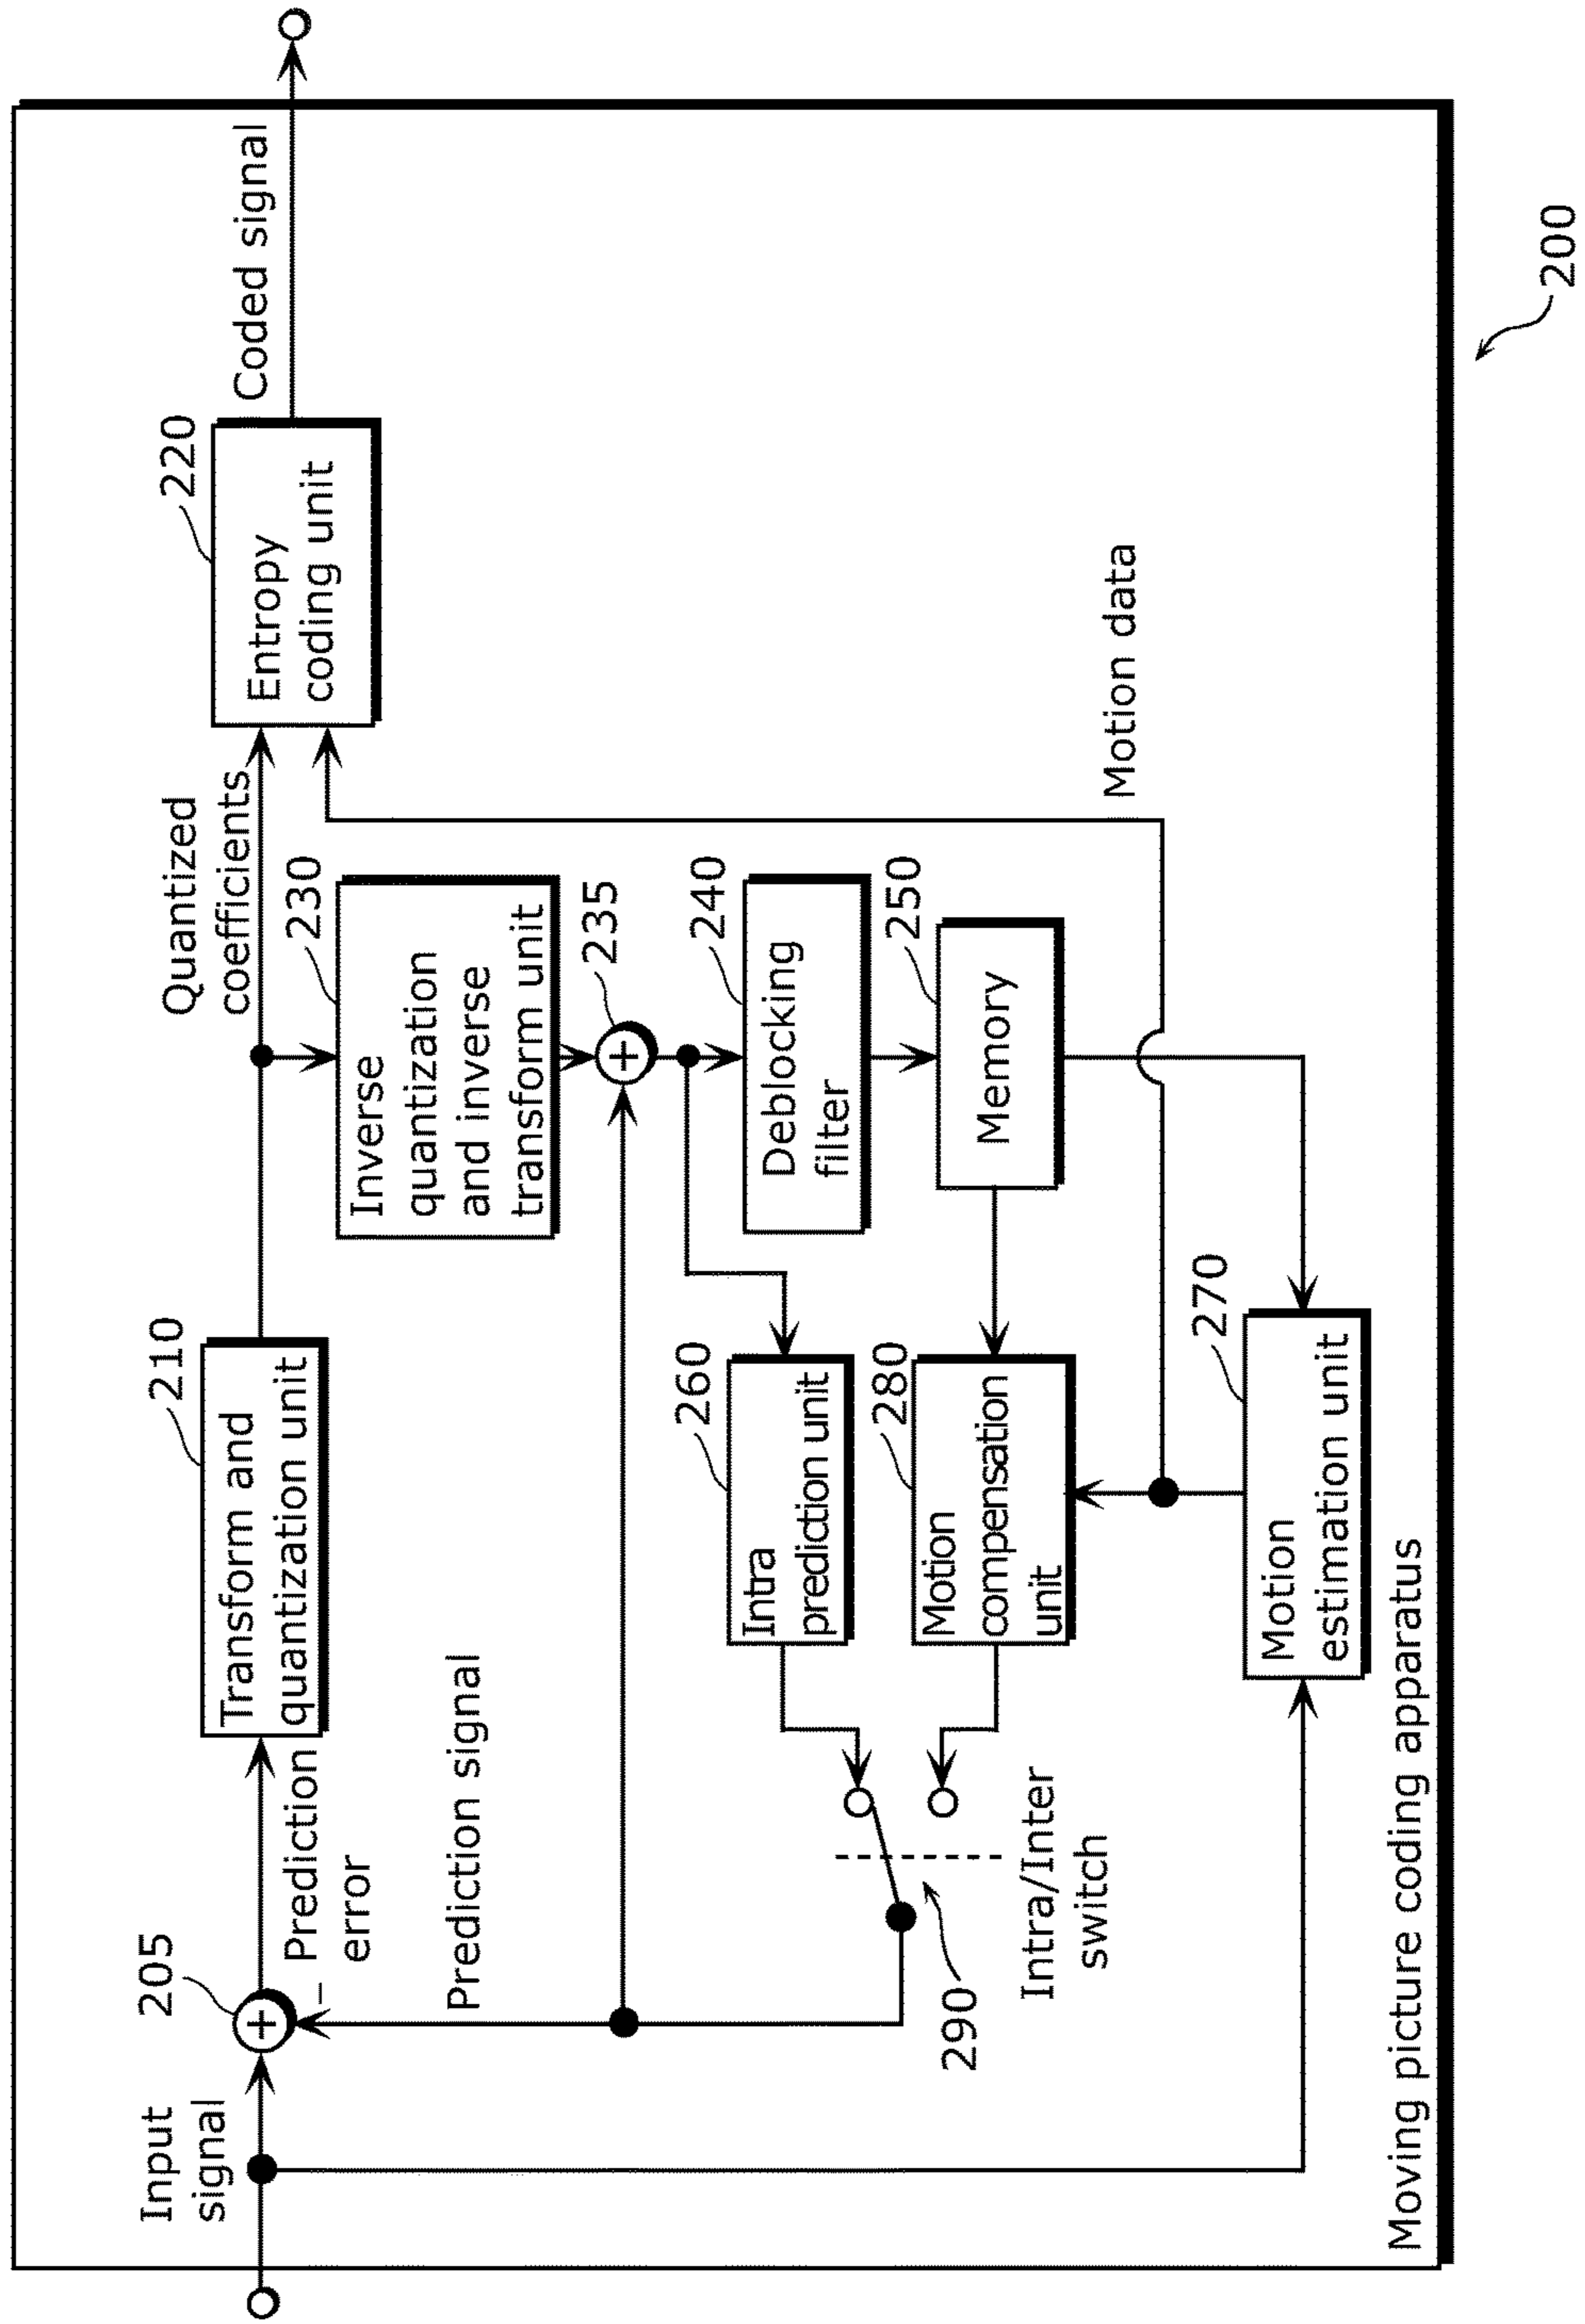 Input
signal
205
+
−
Prediction
error
210
Transform and
quantization unit
Quantized
coefficients
220
Entropy
coding unit
Coded signal
230
Inverse
quantization
and inverse
transform unit
235
+
Prediction signal
240
Deblocking
filter
250
Memory
260
Intra
prediction unit
280
Motion
compensation
unit
290
Intra/Inter
switch
270
Motion
estimation unit
Motion data
Moving picture coding apparatus
200